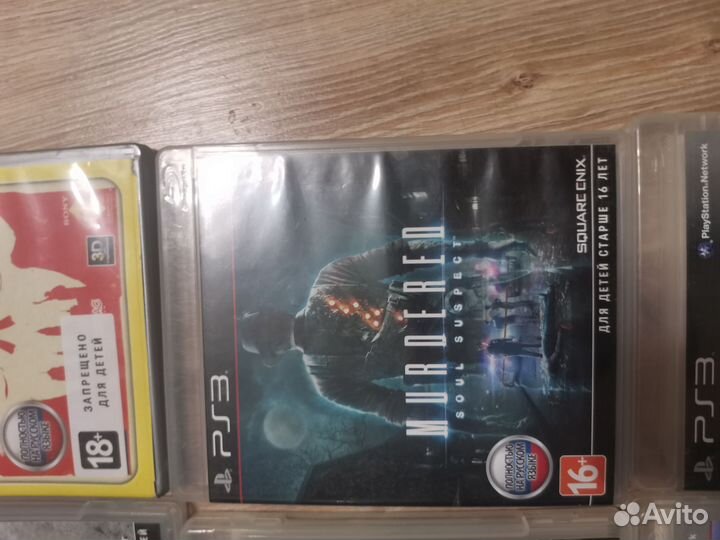 SONY
3D
ЗАПРЕЩЕНО
ДЛЯ ДЕТЕЙ
18+
ПОЛНОСТЬЮ
НА РУССКОМ
ЯЗЫКЕ
PS3
MURDERED
SOUL SUSPECT
SQUARE ENIX.
ДЛЯ ДЕТЕЙ СТАРШЕ 16 ЛЕТ
ПОЛНОСТЬЮ
НА РУССКОМ
ЯЗЫКЕ
16+
PlayStation Network
PS3
Avito